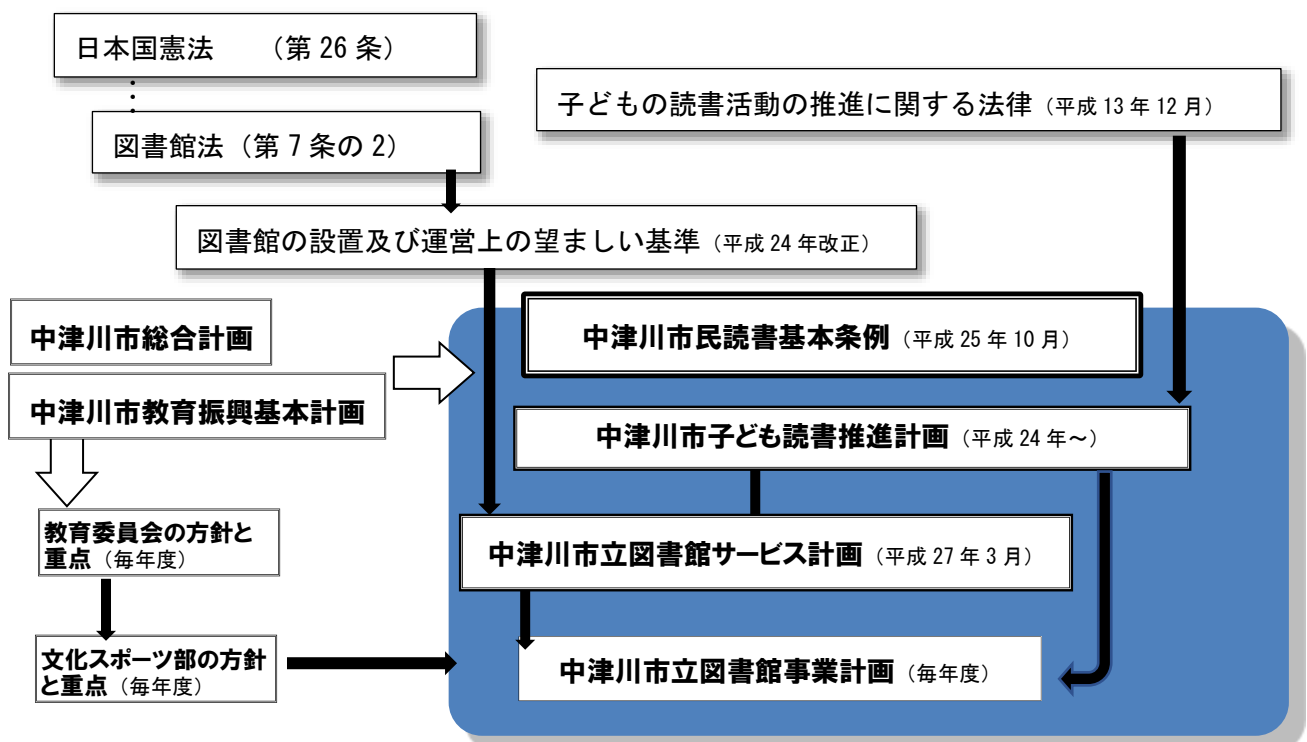 日本国憲法　　（第 26 条）
子どもの読書活動の推進に関する法律（平成 13 年 12 月）
図書館法（第 7 条の 2）
図書館の設置及び運営上の望ましい基準（平成 24 年改正）
中津川市総合計画
中津川市民読書基本条例（平成 25 年 10 月）
中津川市教育振興基本計画
中津川市子ども読書推進計画（平成 24 年～）
教育委員会の方針と
重点（毎年度）
中津川市立図書館サービス計画（平成 27 年 3 月）
文化スポーツ部の方針
と重点（毎年度）
中津川市立図書館事業計画（毎年度）